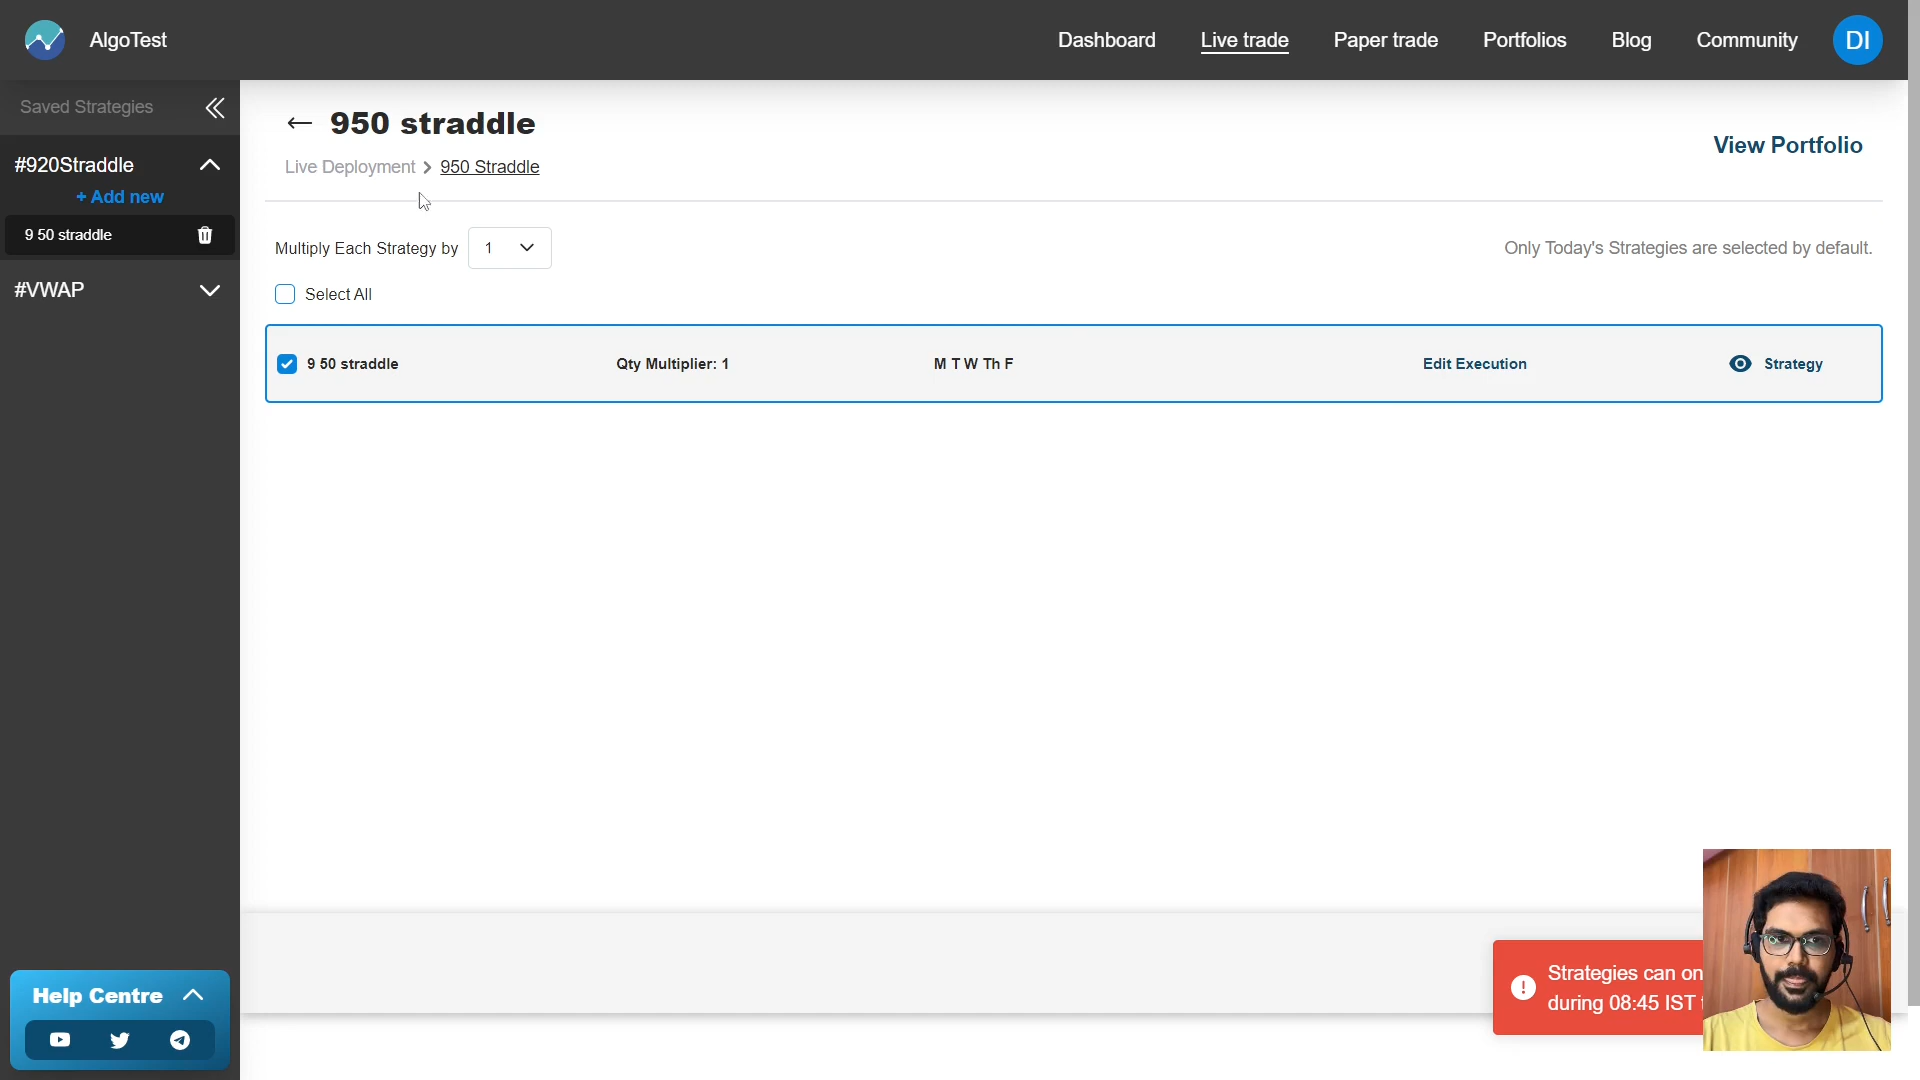 AlgoTest
Dashboard
Live trade
Paper trade
Portfolios
Blog
Community
DI
Saved Strategies
#920Straddle
+ Add new
9 50 straddle
#VWAP
950 straddle
Live Deployment > 950 Straddle
View Portfolio
Multiply Each Strategy by 1
Only Today's Strategies are selected by default.
Select All
9 50 straddle
Qty Multiplier: 1
M T W Th F
Edit Execution
Strategy
Strategies can
during 08:45 IST
Help Centre